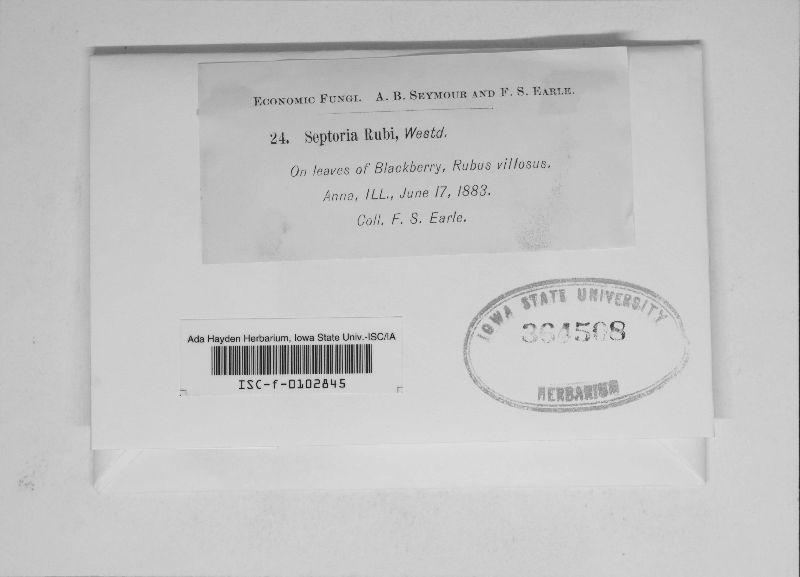 Economic Fungi. A. B. Seymour and F. S. Earle.
24. Septoria Rubi, Westd.
On leaves of Blackberry, Rubus villosus.
Anna, ILL., June 17, 1883.
Coll. F. S. Earle.
Ada Hayden Herbarium, Iowa State Univ.-ISC/IA
ISC-f-0102845
IOWA STATE UNIVERSITY
364508
HERBARIUM